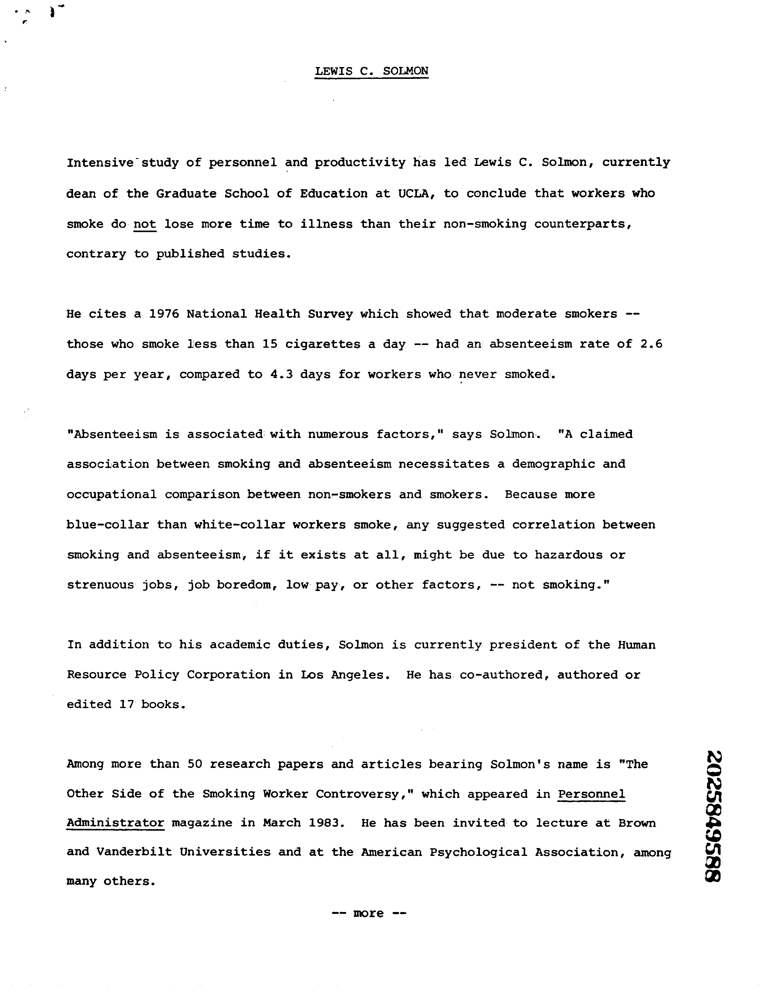 LEWIS C. SOLMON
Intensive study of personnel and productivity has led Lewis C. Solmon, currently
dean of the Graduate School of Education at UCLA, to conclude that workers who
smoke do not lose more time to illness than their non-smoking counterparts,
contrary to published studies.
He cites a 1976 National Health Survey which showed that moderate smokers --
those who smoke less than 15 cigarettes a day -- had an absenteeism rate of 2.6
days per year, compared to 4.3 days for workers who never smoked.
"Absenteeism is associated with numerous factors," says Solmon. "A claimed
association between smoking and absenteeism necessitates a demographic and
occupational comparison between non-smokers and smokers. Because more
blue-collar than white-collar workers smoke, any suggested correlation between
smoking and absenteeism, if it exists at all, might be due to hazardous or
strenuous jobs, job boredom, low pay, or other factors, -- not smoking."
In addition to his academic duties, Solmon is currently president of the Human
Resource Policy Corporation in Los Angeles. He has co-authored, authored or
edited 17 books.
Among more than 50 research papers and articles bearing Solmon's name is "The
Other Side of the Smoking Worker Controversy," which appeared in Personnel
Administrator magazine in March 1983. He has been invited to lecture at Brown
and Vanderbilt Universities and at the American Psychological Association, among
many others.
-- more --
2025849588